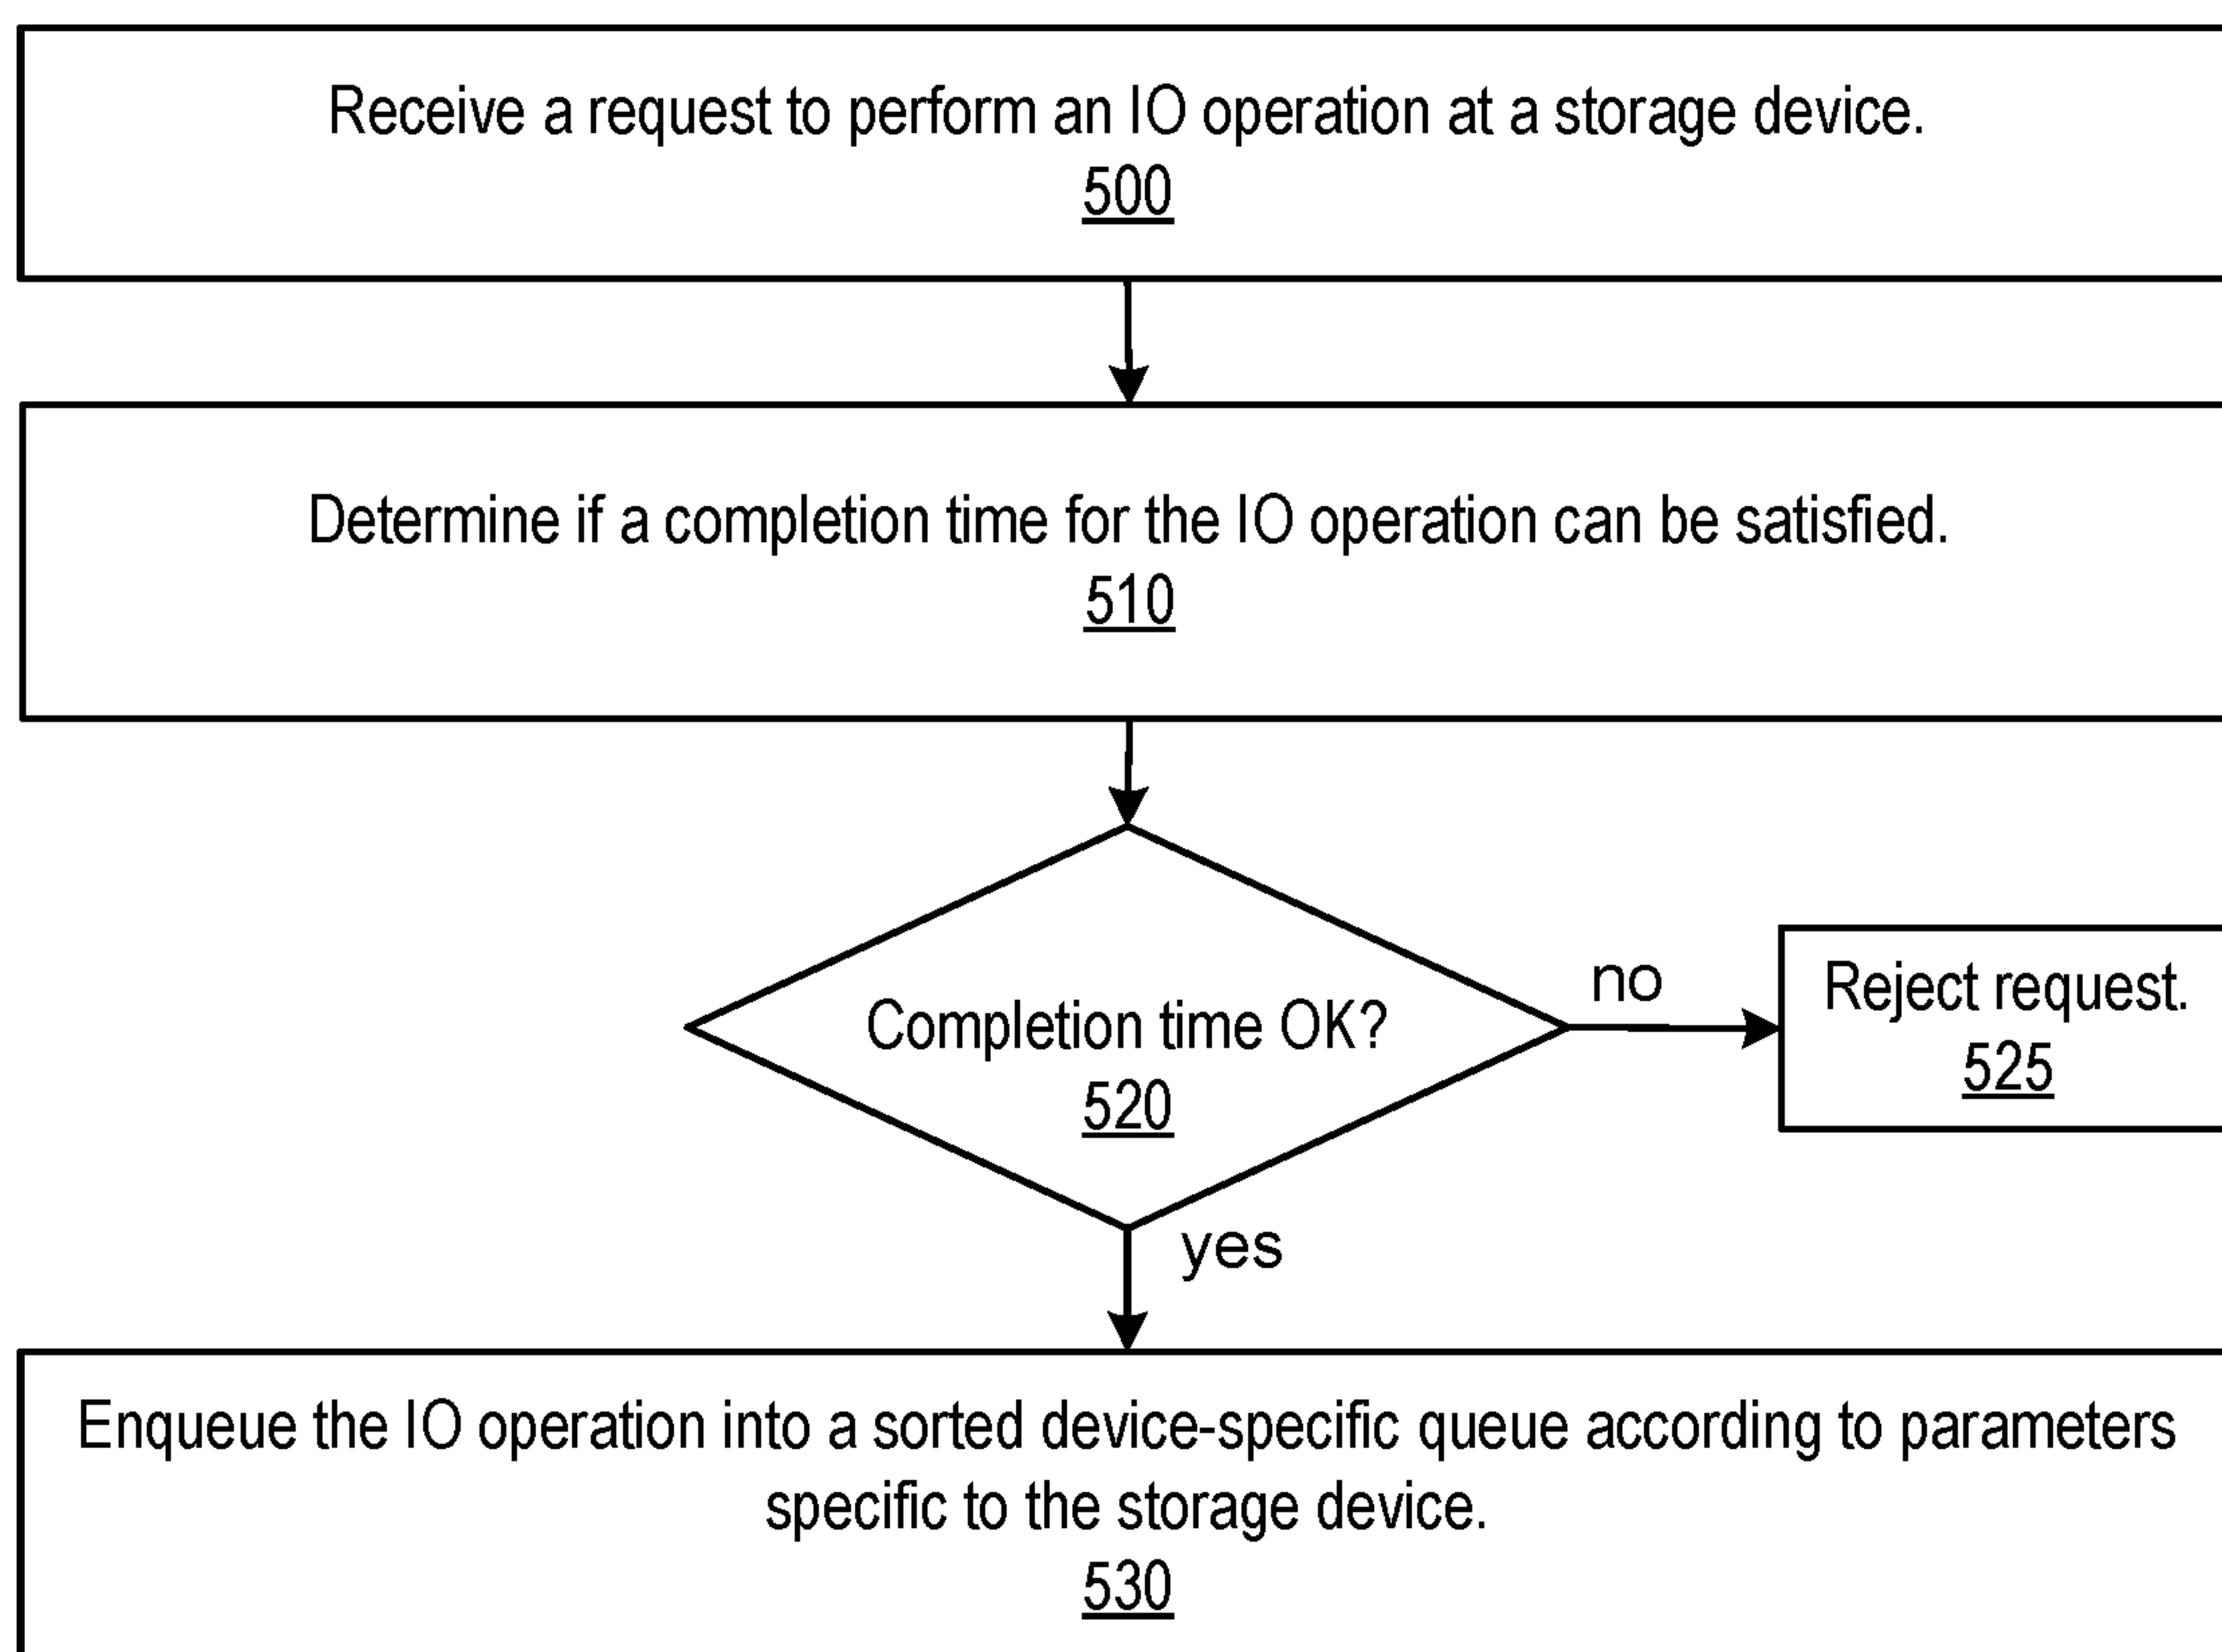 Receive a request to perform an IO operation at a storage device.
500
Determine if a completion time for the IO operation can be satisfied.
510
Completion time OK?
520
no
Reject request.
525
yes
Enqueue the IO operation into a sorted device-specific queue according to parameters
specific to the storage device.
530